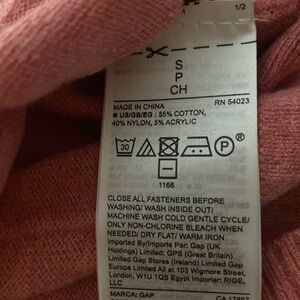 1 1/2
S
P
CH
RN 54023
MADE IN CHINA
■ US/GB/EG : 55% COTTON,
40% NYLON, 5% ACRYLIC
30 P ®
1186
CLOSE ALL FASTENERS BEFORE
WASHING/ WASH INSIDE OUT/
MACHINE WASH COLD GENTLE CYCLE/
ONLY NON-CHLORINE BLEACH WHEN
NEEDED/ DRY FLAT/ WARM IRON
Imported By/Importe Par: Gap (UK
Holdings) Limited: GPS (Great Britain)
Limited Gap Stores (Ireland) Limited Gap
Europe Limited All at 103 Wigmore Street,
London, W1U 1QS Egypt Importer: RIGE,
LLC
MARCA: GAP